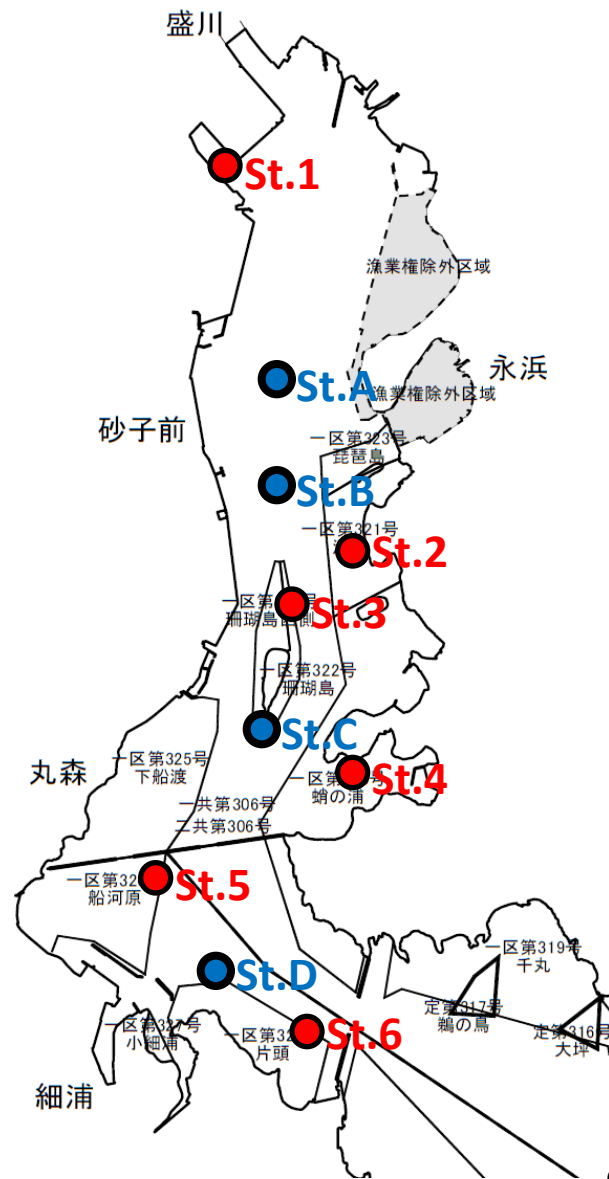 盛川
St.1
漁業権除外区域
永浜
St.A
漁業権除外区域
砂子前
一区第323号
琵琶島
St.B
一区第321号
St.2
St.3
珊瑚島
一区第322号
珊瑚島
St.C
一区第325号
下船渡
丸森
St.4
蛸の浦
一共第306号
二共第306号
St.5
船河原
一区第319号
千丸
St.D
定第317号
鵜の鳥
一区第327号
小細浦
St.6
片頭
定第316号
大坪
細浦